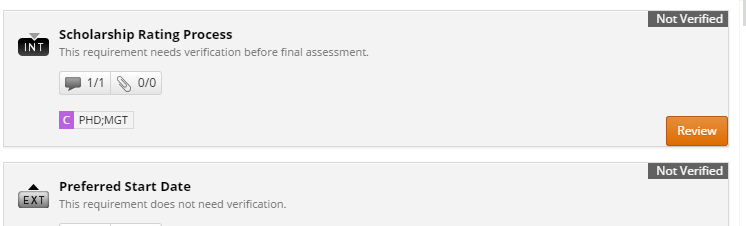 Not Verified
Scholarship Rating Process
INT
This requirement needs verification before final assessment.
1/1 0/0
C PHD;MGT
Review
Not Verified
Preferred Start Date
EXT
This requirement does not need verification.